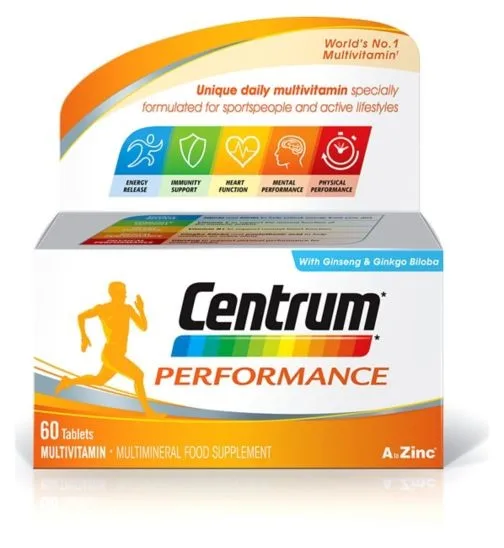 World's No.1
Multivitamin†
Unique daily multivitamin specially
formulated for sportspeople and active lifestyles
ENERGY RELEASE
IMMUNITY SUPPORT
HEART FUNCTION
MENTAL PERFORMANCE
PHYSICAL PERFORMANCE
With Ginseng & Ginkgo Biloba
Centrum*
*
PERFORMANCE
60 Tablets
MULTIVITAMIN • MULTIMINERAL FOOD SUPPLEMENT
A to Zinc*